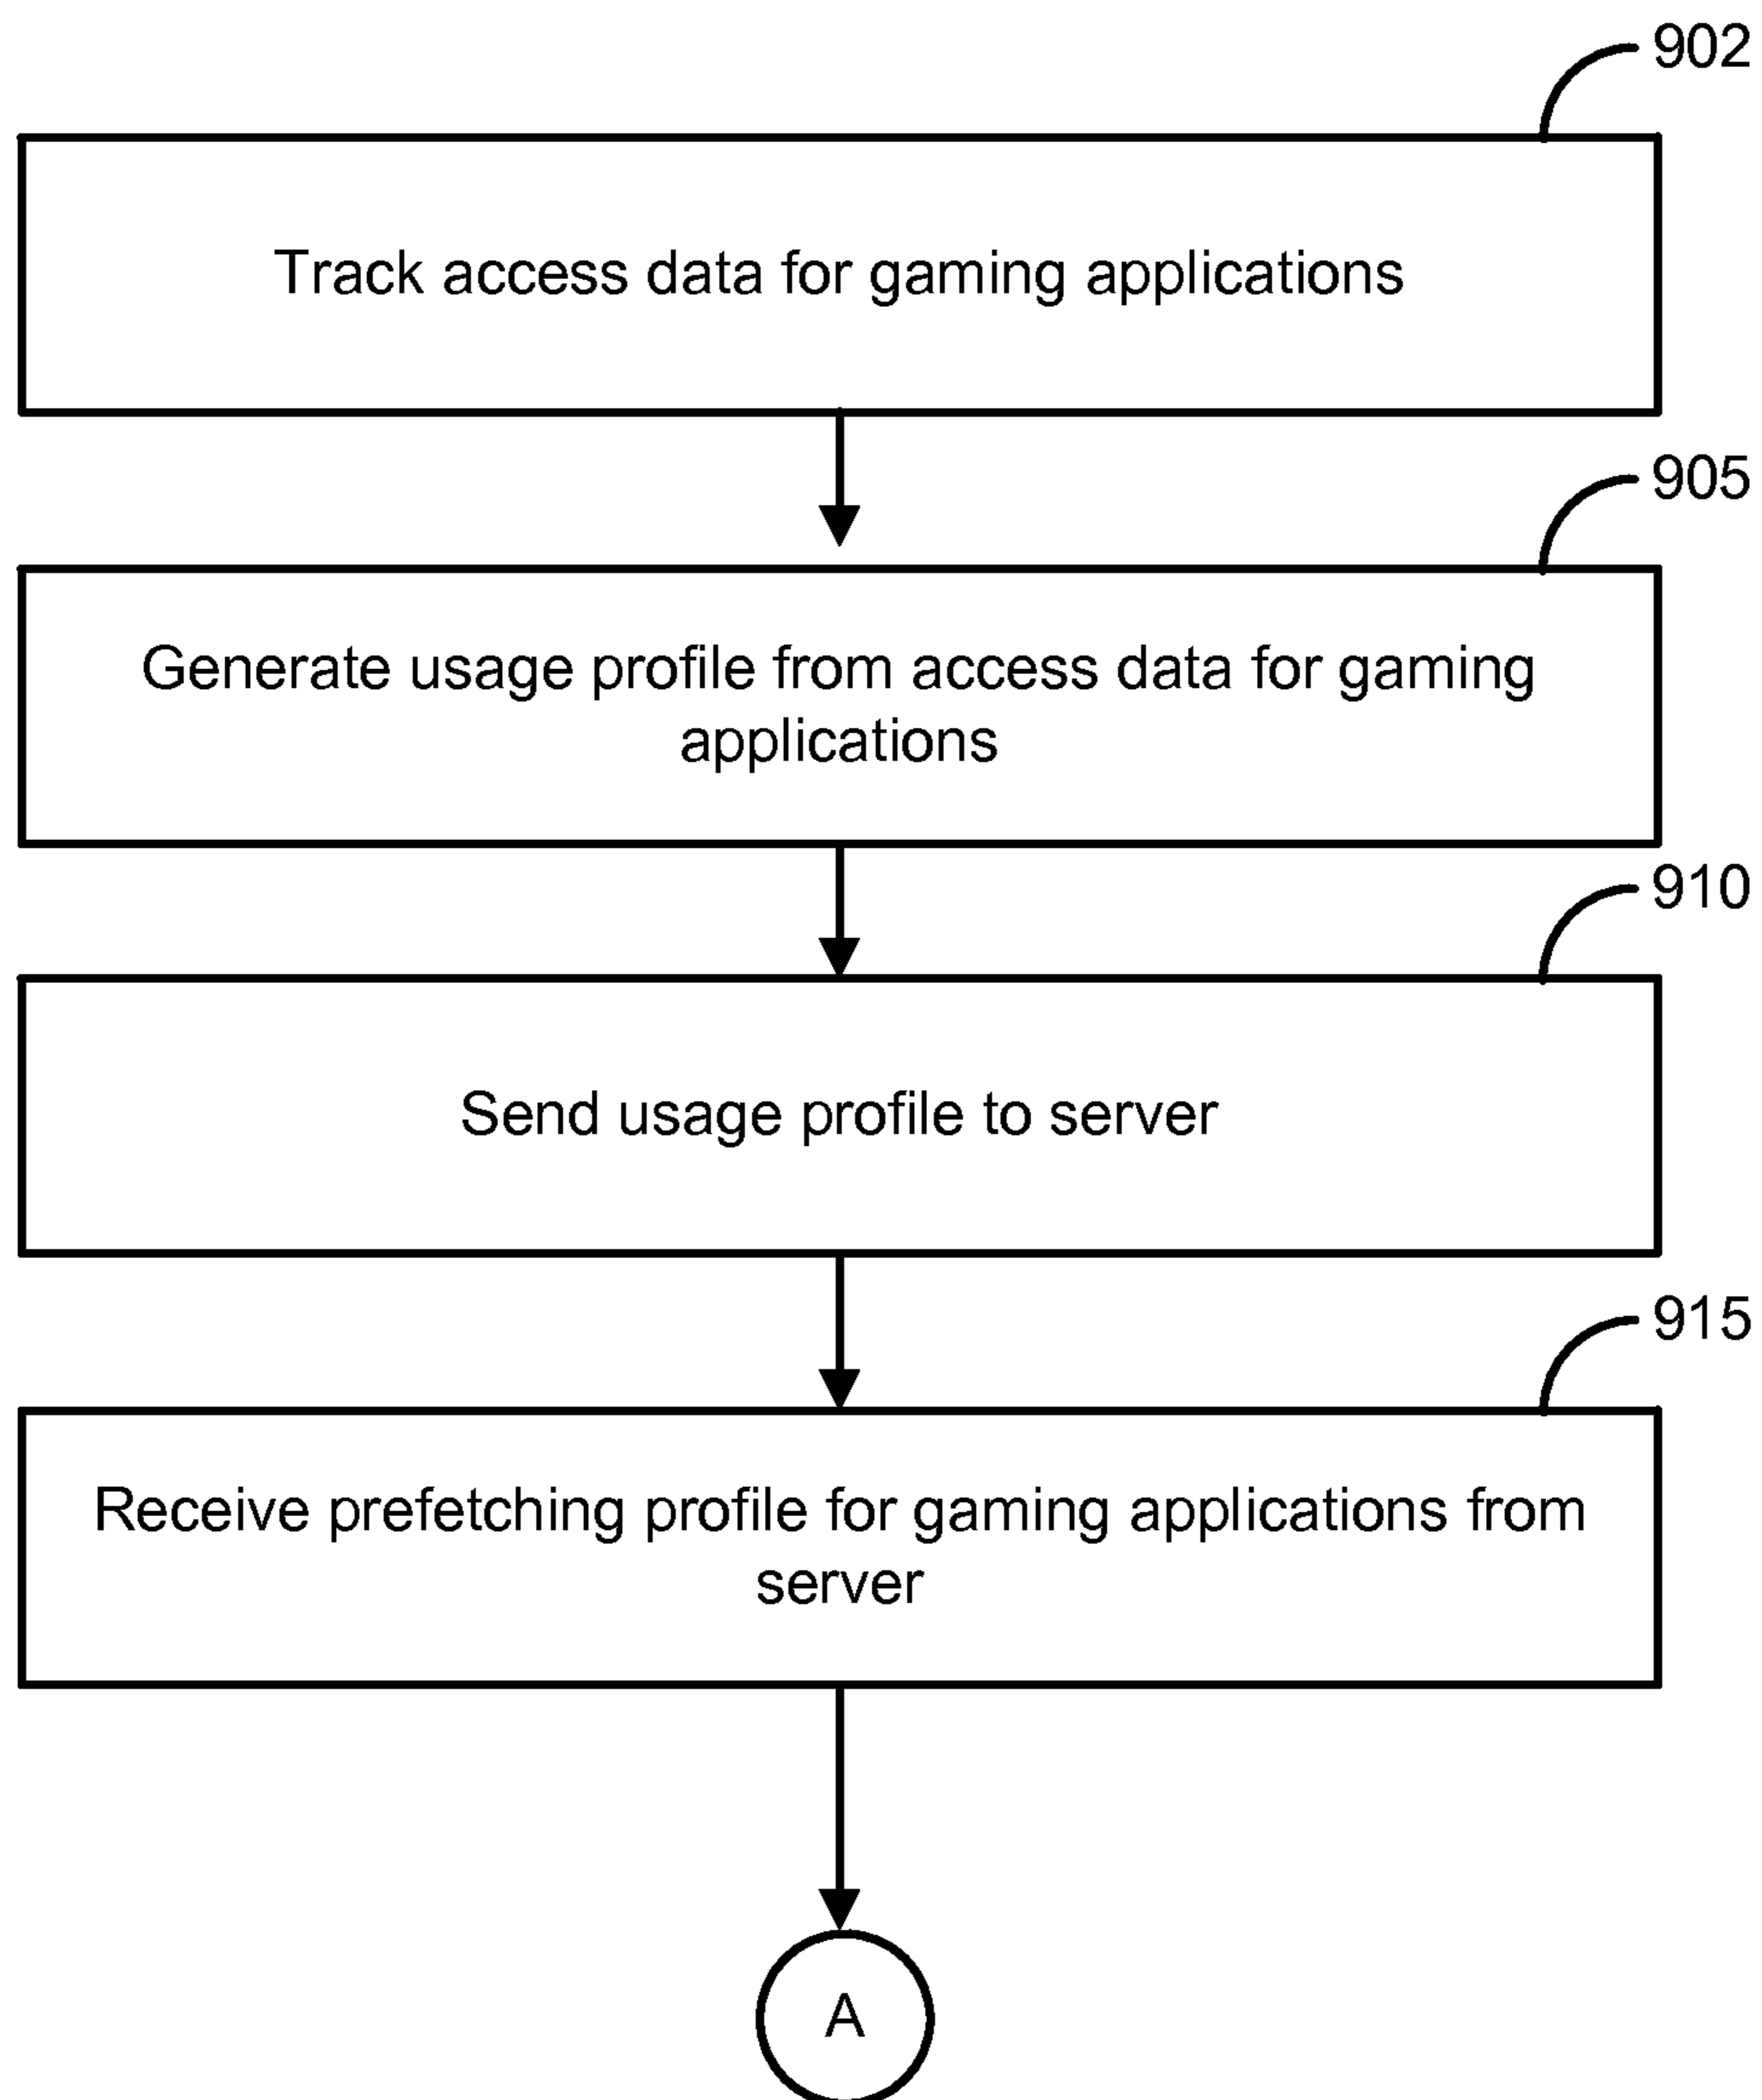 902
Track access data for gaming applications
905
Generate usage profile from access data for gaming
applications
910
Send usage profile to server
915
Receive prefetching profile for gaming applications from
server
A